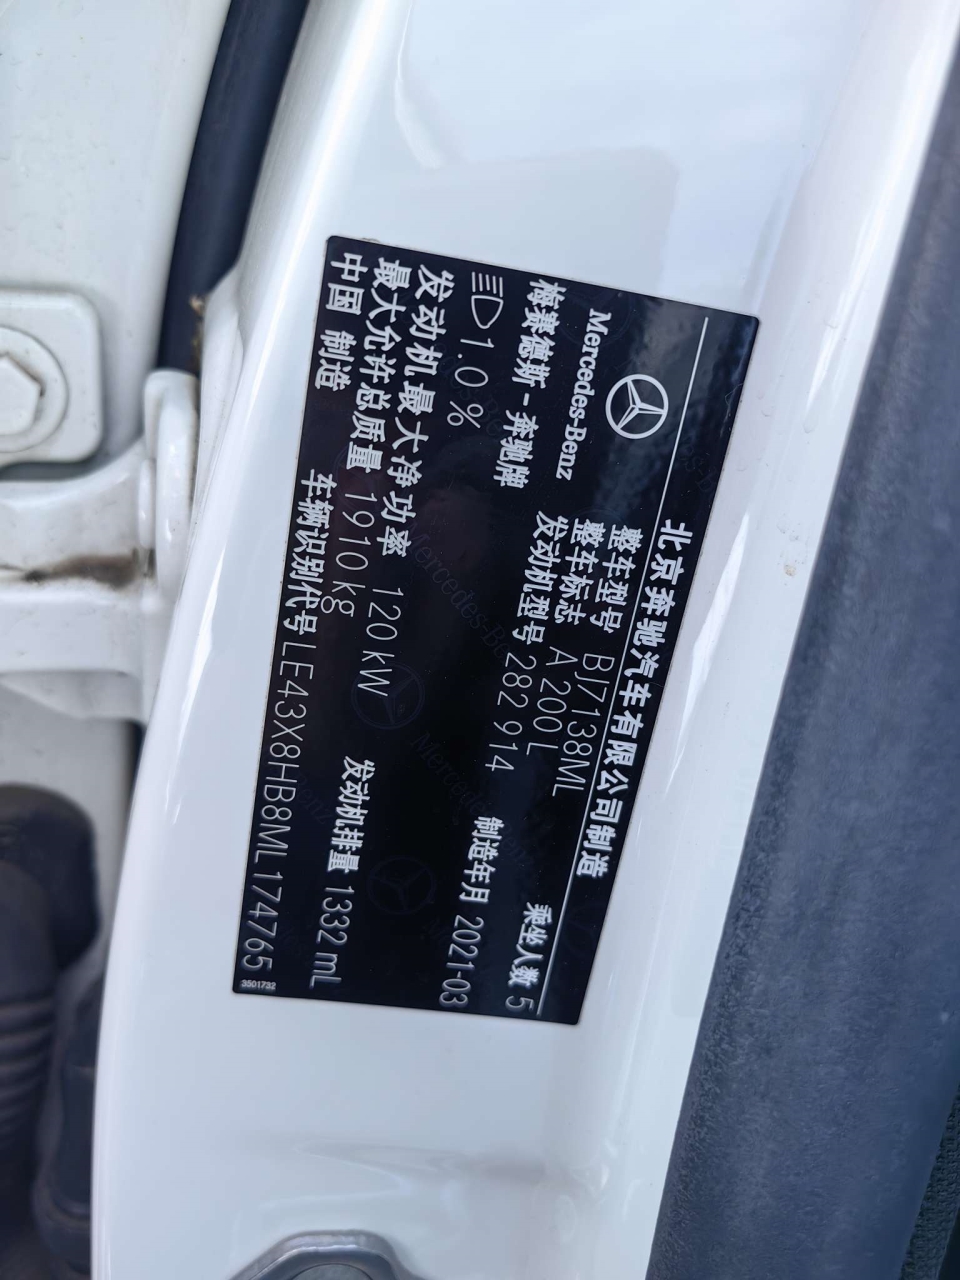 北京奔驰汽车有限公司制造
Mercedes-Benz
梅赛德斯-奔驰牌
整车型号 BJ7138ML
整车标志 A 200 L
乘坐人数 5
发动机型号 282 914
制造年月 2021-03
1.0 %
发动机最大净功率 120 kW
发动机排量 1332 mL
最大允许总质量 1910 kg
中国 制造
车辆识别代号 LE43X8HB8ML174765
3501732